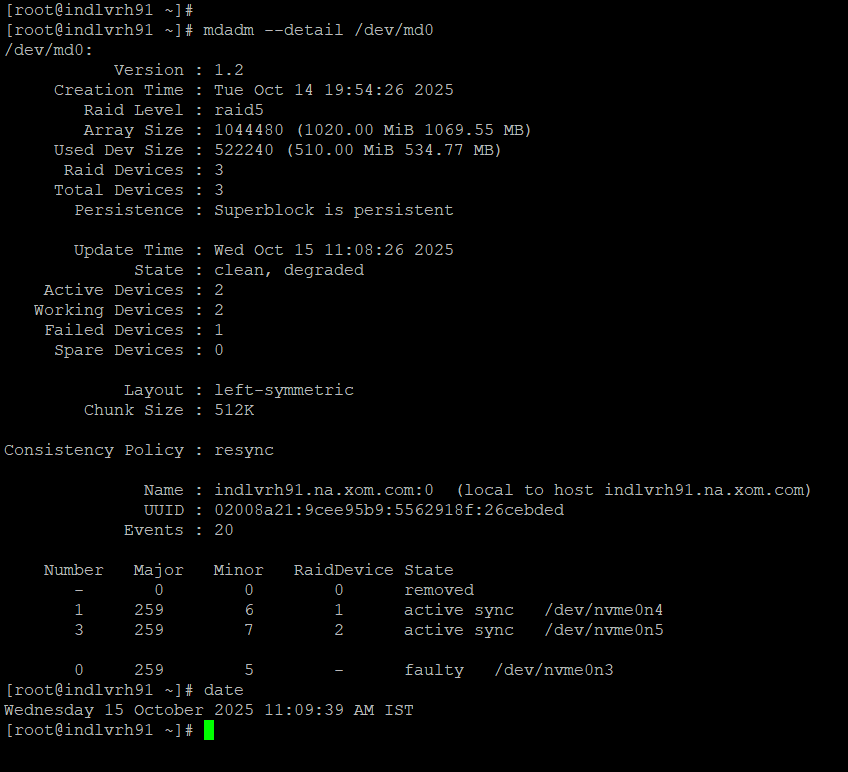 [root@indlvrh91 ~]#
[root@indlvrh91 ~]# mdadm --detail /dev/md0
/dev/md0:
Version : 1.2
Creation Time : Tue Oct 14 19:54:26 2025
Raid Level : raid5
Array Size : 1044480 (1020.00 MiB 1069.55 MB)
Used Dev Size : 522240 (510.00 MiB 534.77 MB)
Raid Devices : 3
Total Devices : 3
Persistence : Superblock is persistent
Update Time : Wed Oct 15 11:08:26 2025
State : clean, degraded
Active Devices : 2
Working Devices : 2
Failed Devices : 1
Spare Devices : 0
Layout : left-symmetric
Chunk Size : 512K
Consistency Policy : resync
Name : indlvrh91.na.xom.com:0 (local to host indlvrh91.na.xom.com)
UUID : 02008a21:9cee95b9:5562918f:26cebded
Events : 20
Number Major Minor RaidDevice State
- 0 0 0 removed
1 259 6 1 active sync /dev/nvme0n4
3 259 7 2 active sync /dev/nvme0n5
0 259 5 - faulty /dev/nvme0n3
[root@indlvrh91 ~]# date
Wednesday 15 October 2025 11:09:39 AM IST
[root@indlvrh91 ~]#